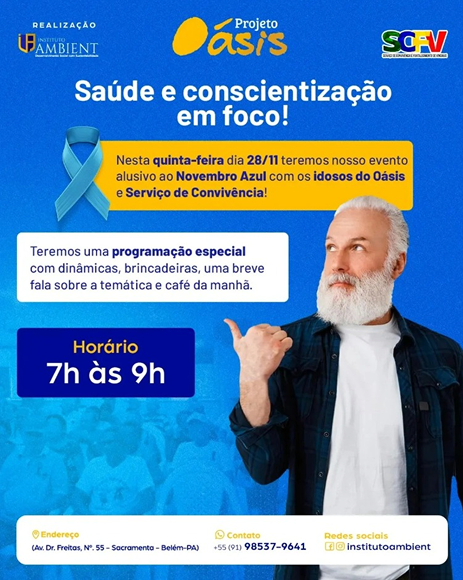 REALIZAÇÃO
INSTITUTO
AMBIENT
Projeto
Oásis
SCFV
Saúde e conscientização
em foco!
Nesta quinta-feira dia 28/11 teremos nosso evento
alusivo ao Novembro Azul com os idosos do Oásis
e Serviço de Convivência!
Teremos uma programação especial
com dinâmicas, brincadeiras, uma breve
fala sobre a temática e café da manhã.
Horário
7h às 9h
Endereço
(Av. Dr. Freitas, Nº. 55 - Sacramenta - Belém-PA)
Contato
+55 (91) 98537-9641
Redes sociais
institutoambient